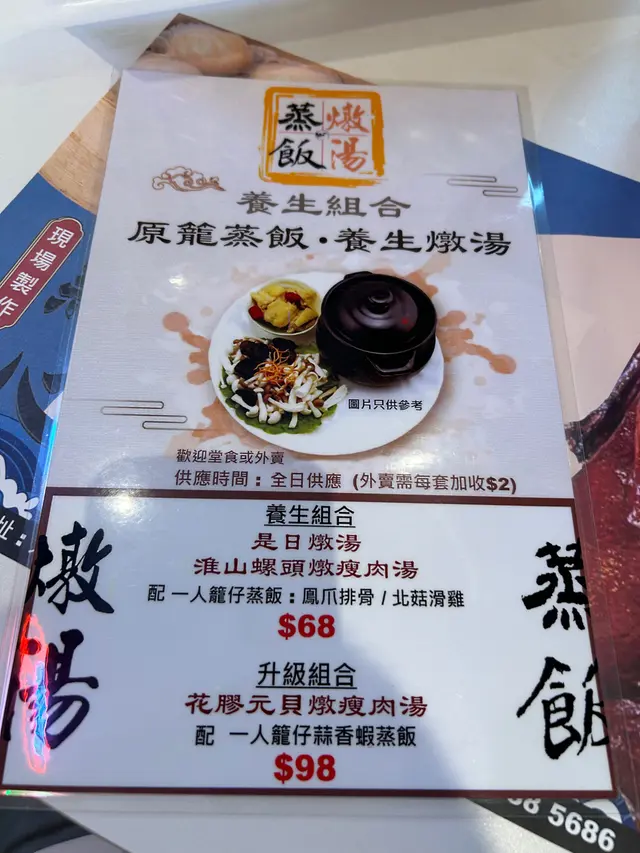 蒸飯
燉湯
養生組合
原籠蒸飯·養生燉湯
現場製作
心
圖片只供參考
歡迎堂食或外賣
供應時間：全日供應 (外賣需每套加收$2)
養生組合
是日燉湯
淮山螺頭燉瘦肉湯
配 一人籠仔蒸飯：鳳爪排骨 / 北菇滑雞
$68
升級組合
花膠元貝燉瘦肉湯
配 一人籠仔蒜香蝦蒸飯
$98
燉湯
蒸飯
址：
5686